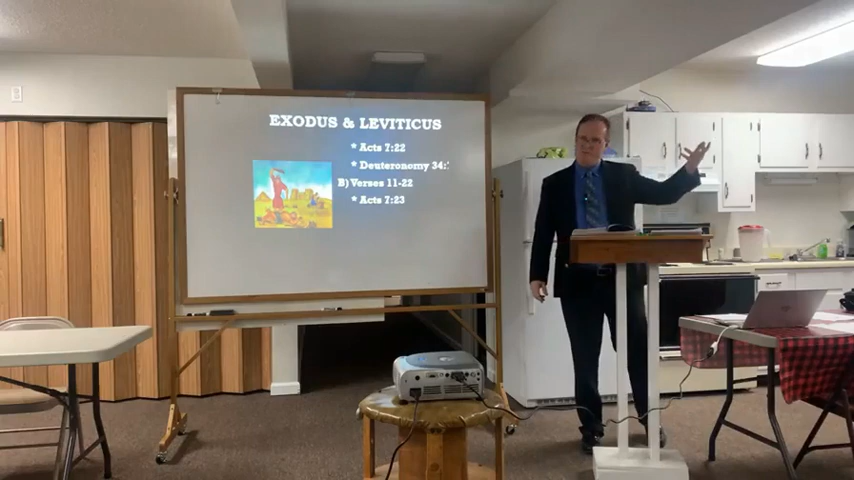 EXODUS & LEVITICUS
* Acts 7:22
* Deuteronomy 34:
B) Verses 11-22
* Acts 7:23